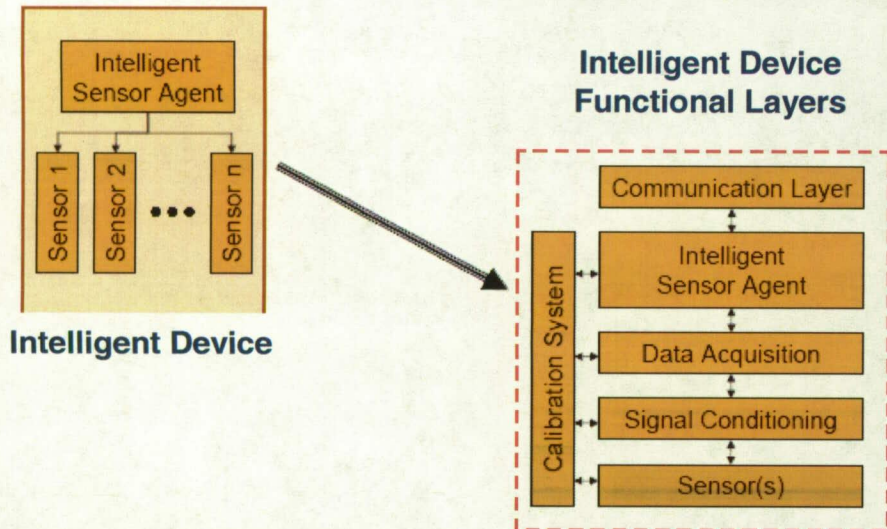 Intelligent
Sensor Agent
Sensor 1
Sensor 2
Sensor n
Intelligent Device
Intelligent Device
Functional Layers
Communication Layer
Calibration System
Intelligent
Sensor Agent
Data Acquisition
Signal Conditioning
Sensor(s)